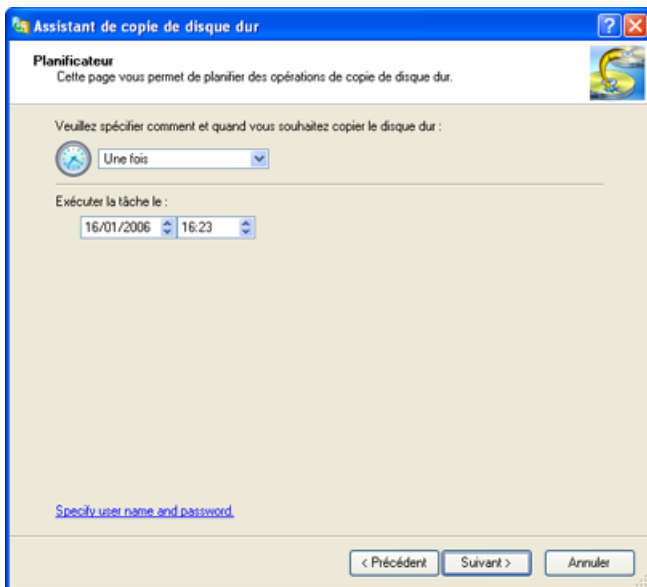 Assistant de copie de disque dur
Planificateur
Cette page vous permet de planifier des opérations de copie de disque dur.
Veuillez spécifier comment et quand vous souhaitez copier le disque dur :
Une fois
Exécuter la tâche le :
16/01/2006 16:23
Specify user name and password.
< Précédent Suivant > Annuler